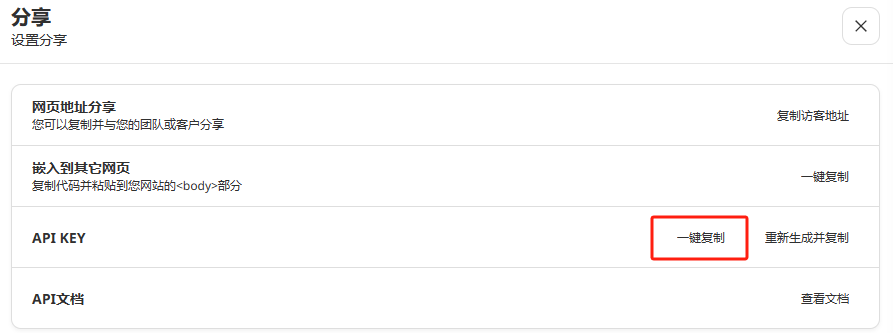 分享
设置分享
网页地址分享
您可以复制并与您的团队或客户分享
复制访客地址
嵌入到其它网页
复制代码并粘贴到您网站的<body>部分
一键复制
API KEY
一键复制
重新生成并复制
API文档
查看文档